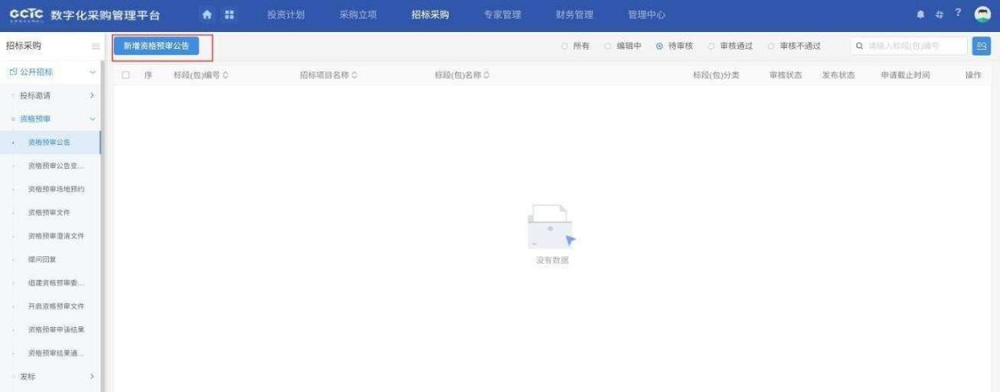 GCTC 数字化采购管理平台 投资计划 采购立项 招标采购 专家管理 财务管理 管理中心 ?
招标采购 新增资格预审公告 所有 编辑中 待审核 审核通过 审核不通过 请输入标段(包)编号
公开招标 序 标段(包)编号 招标项目名称 标段(包)名称 标段(包)分类 审核状态 发布状态 申请截止时间 操作
投标邀请
资格预审
资格预审公告
资格预审公告变...
资格预审场地预约
资格预审文件
资格预审澄清文件
提问回复
没有数据
组建资格预审委...
开启资格预审文件
资格预审申请结果
资格预审结果通...
发标